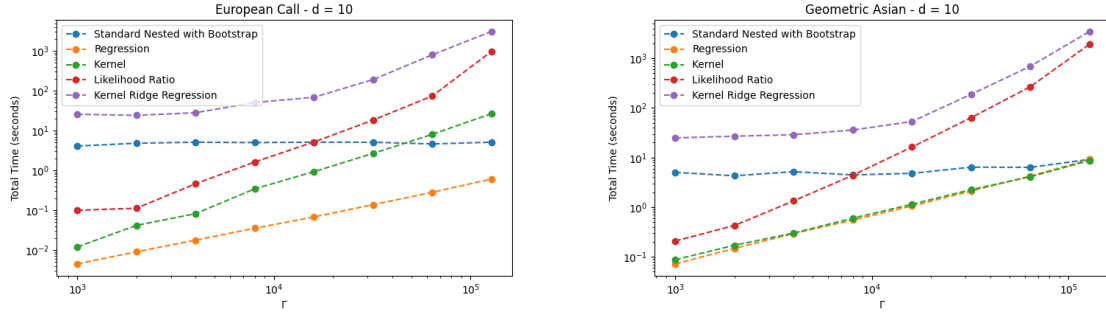 European Call - d = 10
Standard Nested with Bootstrap
Regression
Kernel
Likelihood Ratio
Kernel Ridge Regression
Total Time (seconds)
10³
10²
10¹
10⁰
10⁻¹
10⁻²
10³
10⁴
10⁵
Γ
Geometric Asian - d = 10
Standard Nested with Bootstrap
Regression
Kernel
Likelihood Ratio
Kernel Ridge Regression
Total Time (seconds)
10³
10²
10¹
10⁰
10⁻¹
10³
10⁴
10⁵
Γ